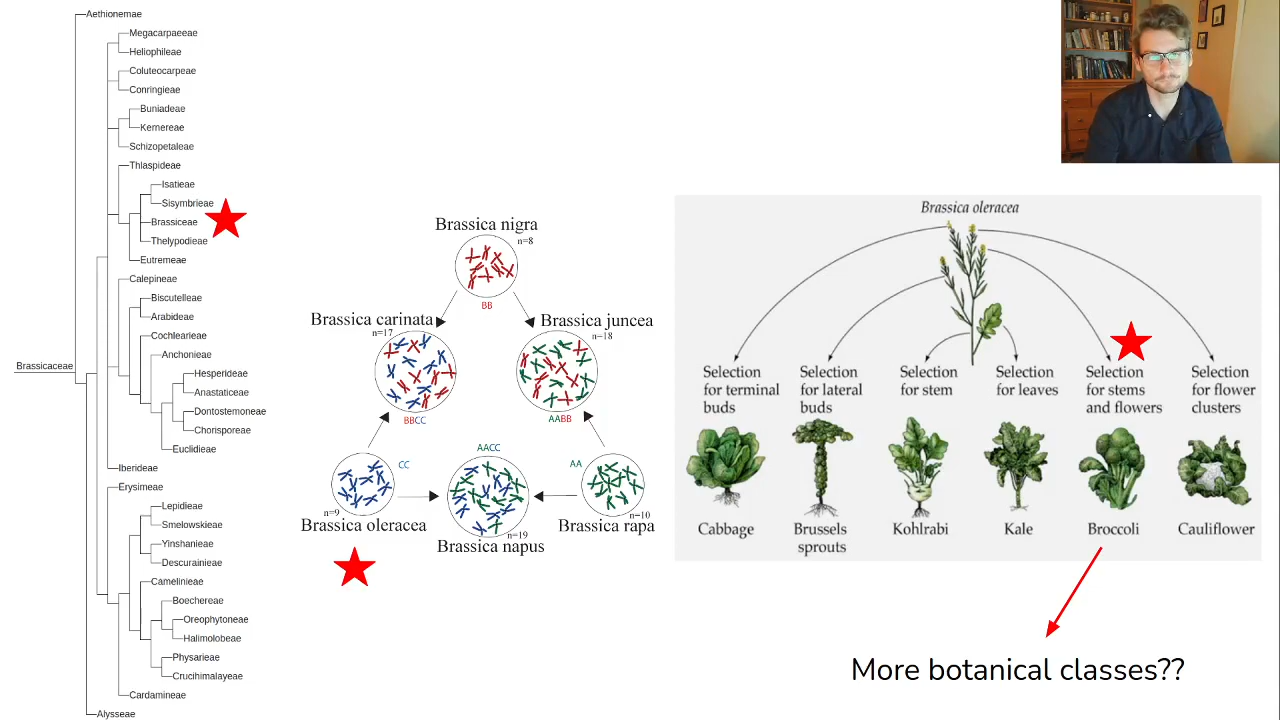 Aethionemae
Megacarpaeeae
Heliophileae
Coluteocarpeae
Conringieae
Buniadeae
Kernereae
Schizopetaleae
Thlaspideae
Isatieae
Sisymbrieae
Brassiceae
Thelypodieae
Eutremeae
Calepineae
Biscutelleae
Arabideae
Cochlearieae
Anchonieae
Brassicaceae
Hesperideae
Anastaticeae
Dontostemoneae
Chorisporeae
Euclidieae
Iberideae
Erysimeae
Lepidieae
Smelowskieae
Yinshanieae
Descurainieae
Camelinieae
Boechereae
Oreophytoneae
Halimolobeae
Physarieae
Crucihimalayeae
Cardamineae
Alysseae
Brassica nigra
n=8
BB
Brassica carinata
n=17
BBCC
Brassica juncea
n=18
AABB
CC
n=9
Brassica oleracea
AACC
n=19
Brassica napus
AA
n=10
Brassica rapa
Brassica oleracea
Selection
for terminal
buds
Cabbage
Selection
for lateral
buds
Brussels
sprouts
Selection
for stem
Kohlrabi
Selection
for leaves
Kale
Selection
for stems
and flowers
Broccoli
Selection
for flower
clusters
Cauliflower
More botanical classes??